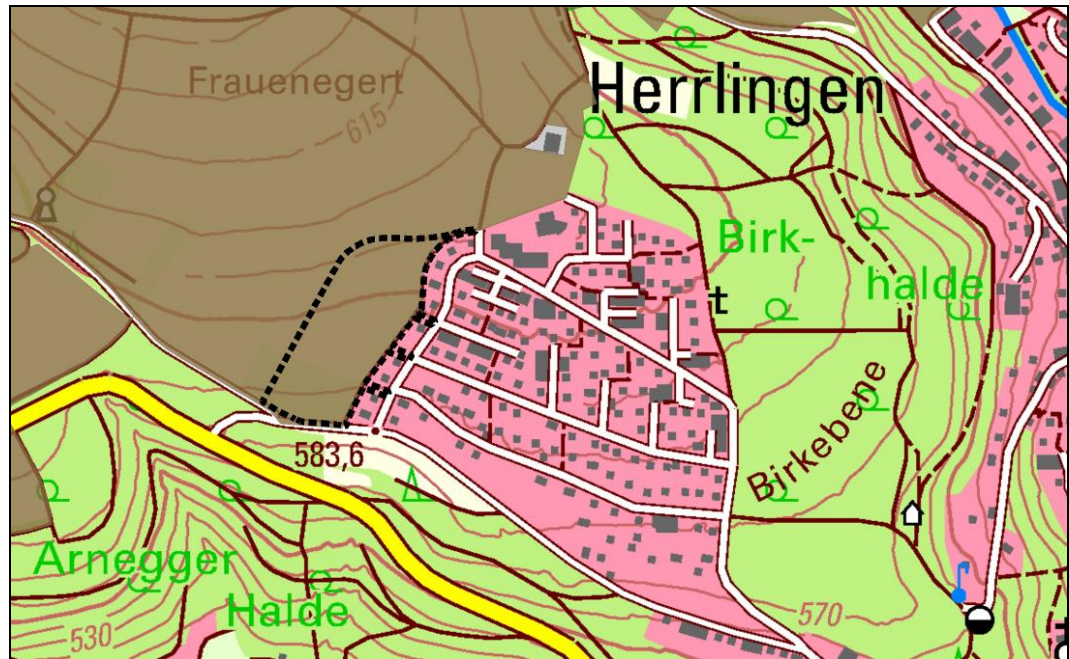 Frauenegert
615
Herrlingen
Birk-
halde
t
Birkebene
583,6
Arnegger
Halde
530
570